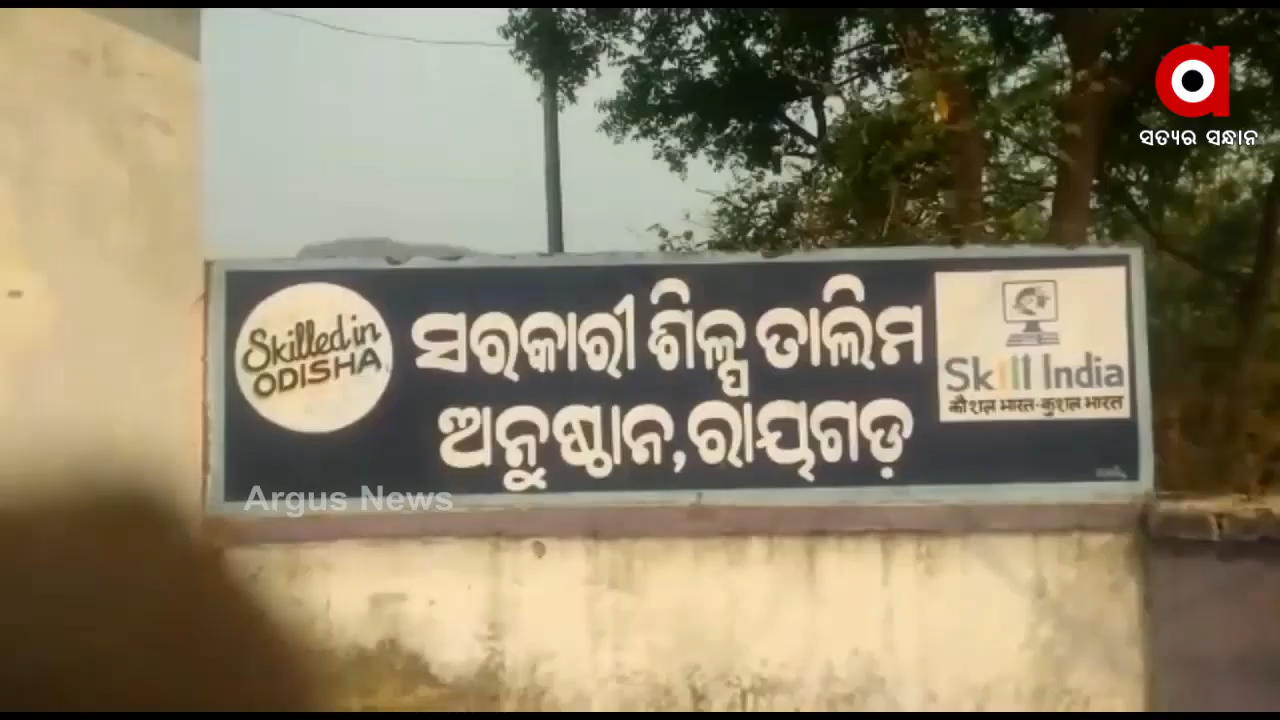 ସତ୍ୟର ସନ୍ଧାନ
Skilled in
ODISHA
ସରକାରୀ ଶିଳ୍ପ ତାଲିମ
ଅନୁଷ୍ଠାନ,ରାୟଗଡ଼
Skill India
कौशल भारत-कुशल भारत
Argus News